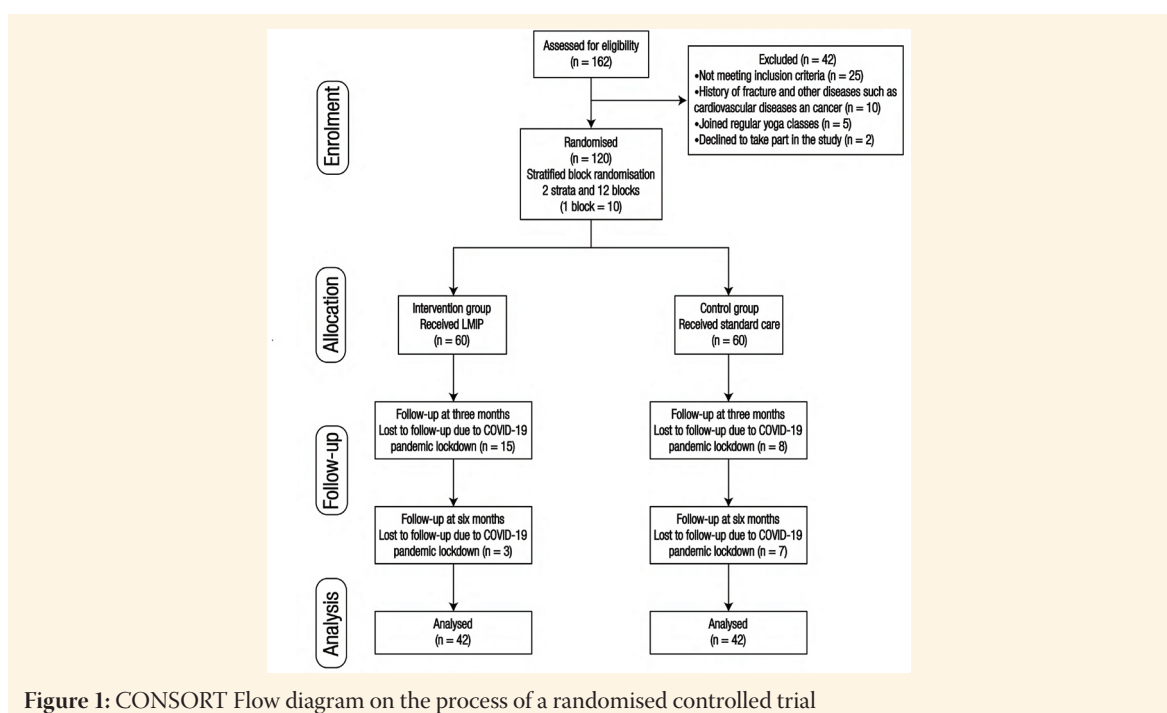 Assessed for eligibility
(n = 162)
Excluded (n = 42)
•Not meeting inclusion criteria (n = 25)
•History of fracture and other diseases such as
cardiovascular diseases an cancer (n = 10)
•Joined regular yoga classes (n = 5)
•Declined to take part in the study (n = 2)
Enrolment
Randomised
(n = 120)
Stratified block randomisation
2 strata and 12 blocks
(1 block = 10)
Allocation
Intervention group
Received LMIP
(n = 60)
Control group
Received standard care
(n = 60)
Follow-up
Follow-up at three months
Lost to follow-up due to COVID-19
pandemic lockdown (n = 15)
Follow-up at three months
Lost to follow-up due to COVID-19
pandemic lockdown (n = 8)
Follow-up at six months
Lost to follow-up due to COVID-19
pandemic lockdown (n = 3)
Follow-up at six months
Lost to follow-up due to COVID-19
pandemic lockdown (n = 7)
Analysis
Analysed
(n = 42)
Analysed
(n = 42)
Figure 1: CONSORT Flow diagram on the process of a randomised controlled trial